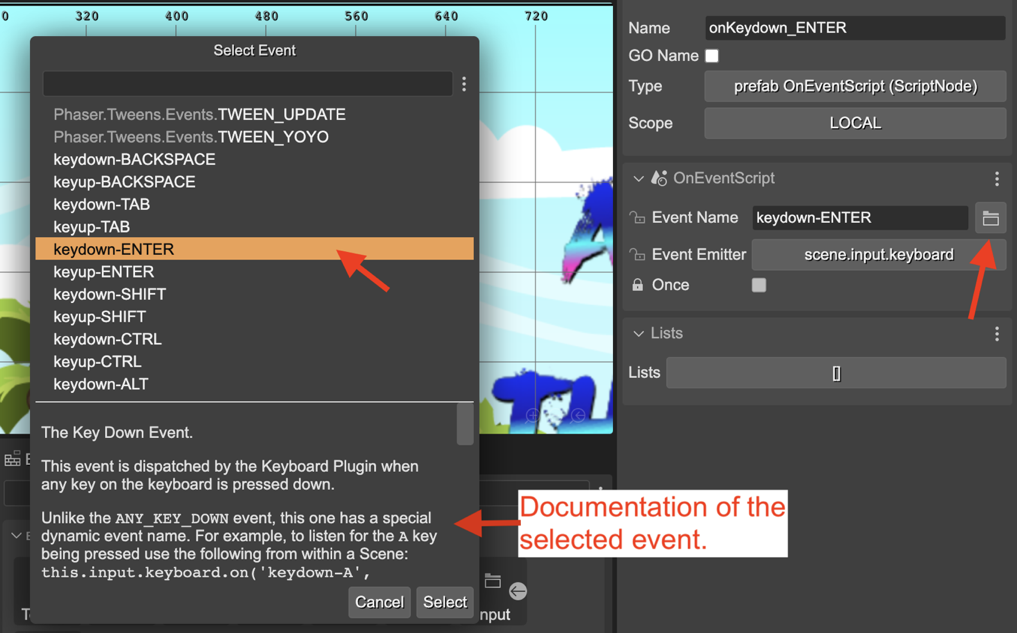 0 320 400 480 560 640 720
Select Event
Phaser.Tweens.Events.TWEEN_UPDATE
Phaser.Tweens.Events.TWEEN_YOYO
keydown-BACKSPACE
keyup-BACKSPACE
keydown-TAB
keyup-TAB
keydown-ENTER
keyup-ENTER
keydown-SHIFT
keyup-SHIFT
keydown-CTRL
keyup-CTRL
keydown-ALT
The Key Down Event.
This event is dispatched by the Keyboard Plugin when
any key on the keyboard is pressed down.
Unlike the ANY_KEY_DOWN event, this one has a special
dynamic event name. For example, to listen for the A key
being pressed use the following from within a Scene:
this.input.keyboard.on('keydown-A',
Cancel Select
nput
Documentation of the
selected event.
Name onKeydown_ENTER
GO Name
Type prefab OnEventScript (ScriptNode)
Scope LOCAL
OnEventScript
Event Name keydown-ENTER
Event Emitter scene.input.keyboard
Once
Lists
Lists []